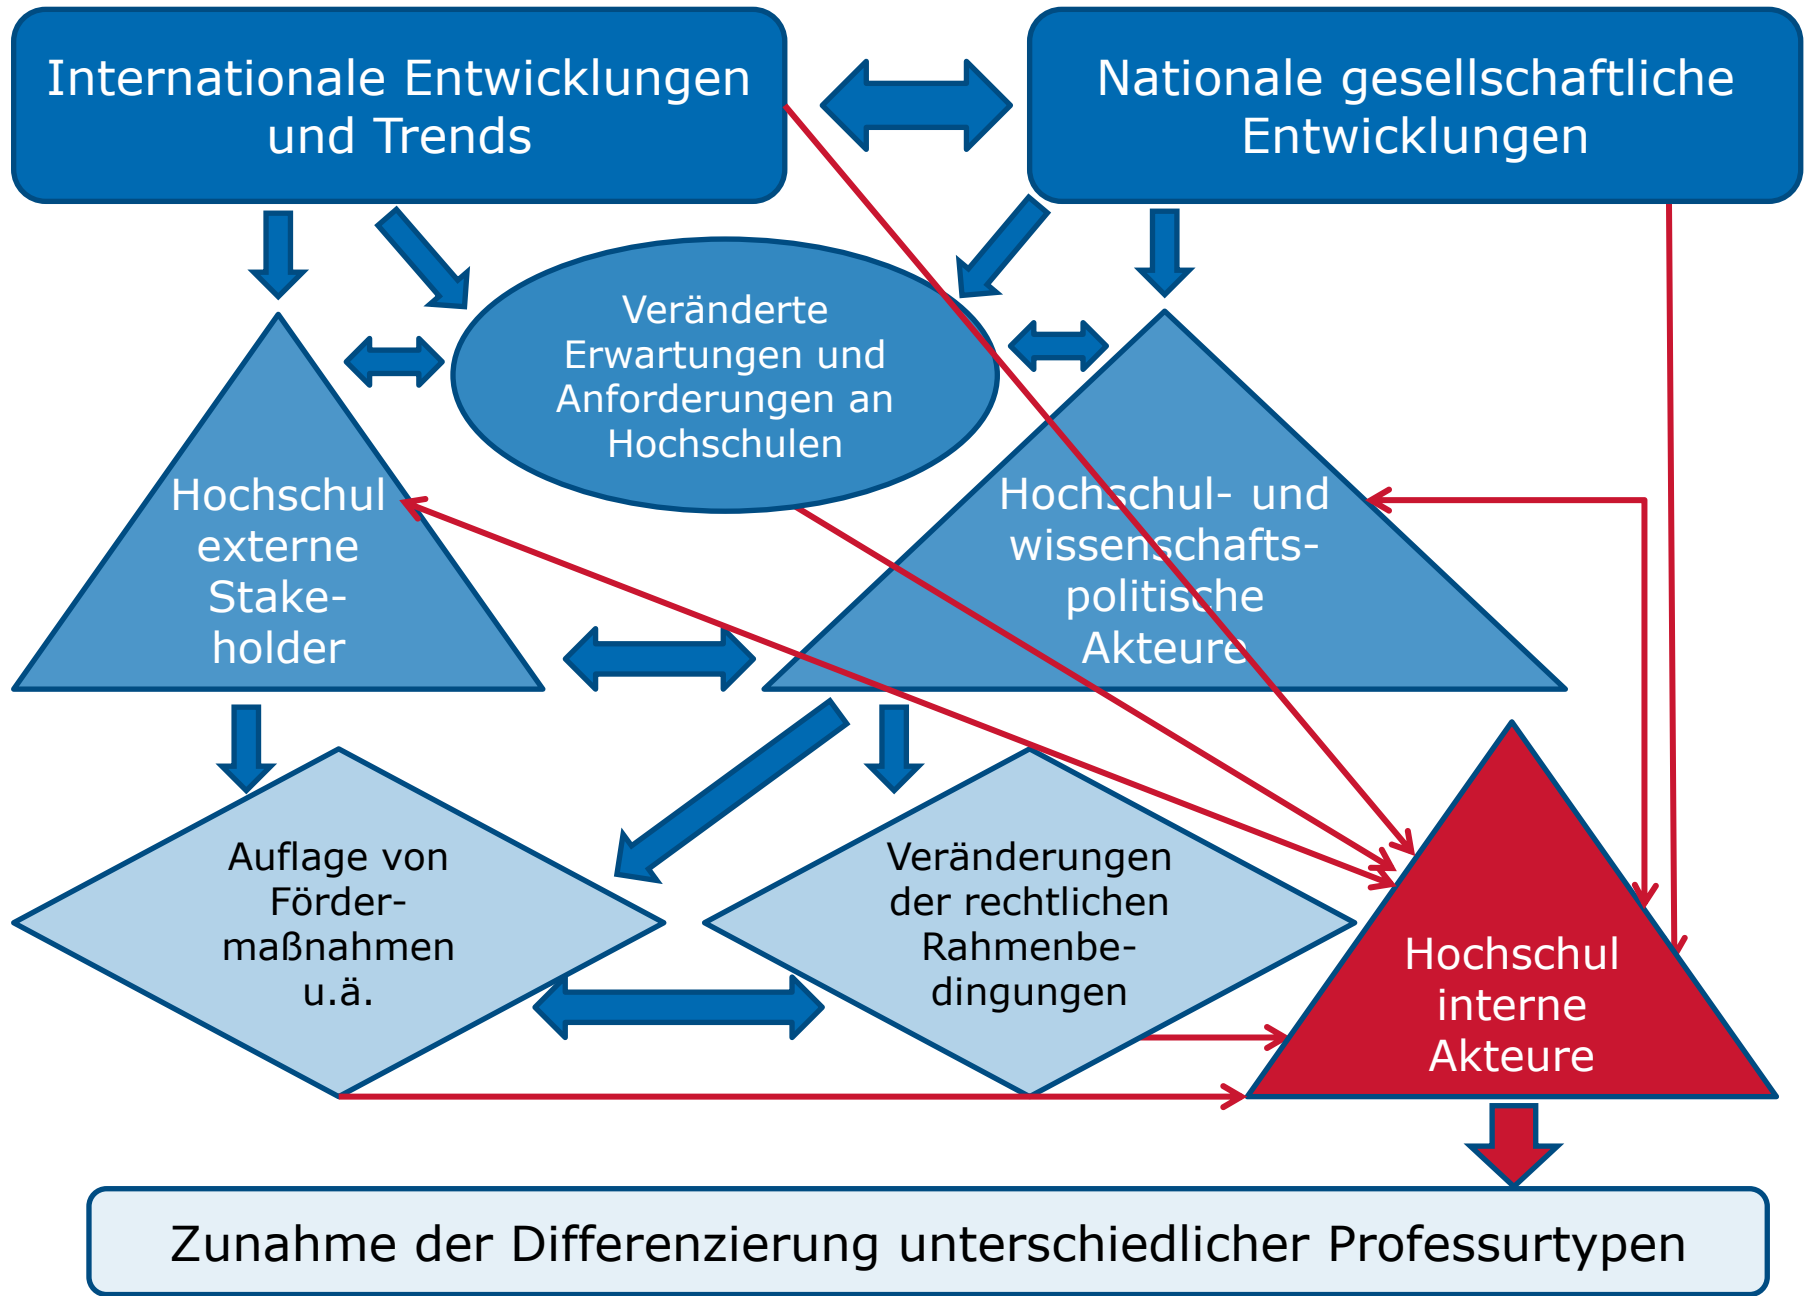 Internationale Entwicklungen
und Trends
Nationale gesellschaftliche
Entwicklungen
Veränderte
Erwartungen und
Anforderungen an
Hochschulen
Hochschul
externe
Stake-
holder
Hochschul- und
wissenschafts-
politische
Akteure
Auflage von
Förder-
maßnahmen
u.ä.
Veränderungen
der rechtlichen
Rahmenbe-
dingungen
Hochschul
interne
Akteure
Zunahme der Differenzierung unterschiedlicher Professurtypen